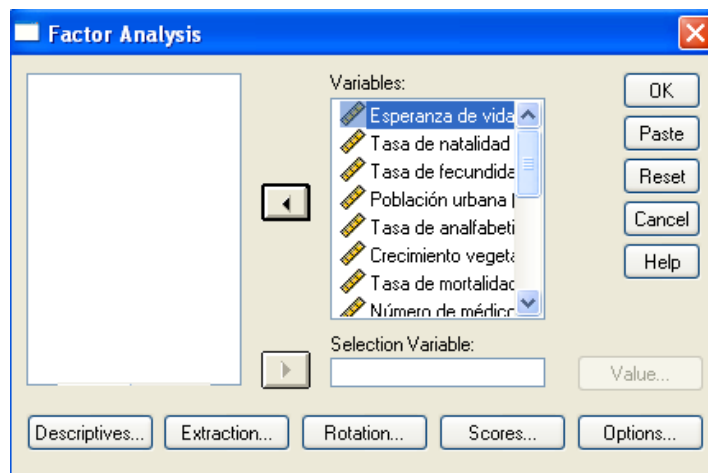 Factor Analysis
Variables:
Esperanza de vida
Tasa de natalidad
Tasa de fecundida
Población urbana
Tasa de analfabeti
Crecimiento vegeta
Tasa de mortalidad
Número de médico
OK
Paste
Reset
Cancel
Help
Selection Variable:
Value...
Descriptives...
Extraction...
Rotation...
Scores...
Options...